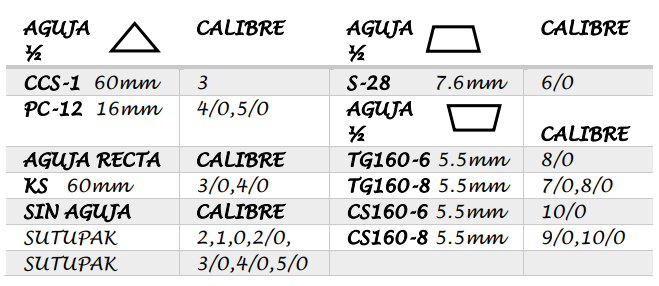 AGUJA CALIBRE AGUJA CALIBRE
½ ½
CCS-1 60mm 3 S-28 7.6mm 6/0
PC-12 16mm 4/0,5/0 AGUJA
½ CALIBRE
AGUJA RECTA CALIBRE TG160-6 5.5mm 8/0
KS 60mm 3/0,4/0 TG160-8 5.5mm 7/0,8/0
SIN AGUJA CALIBRE CS160-6 5.5mm 10/0
SUTUPAK 2,1,0,2/0, CS160-8 5.5mm 9/0,10/0
SUTUPAK 3/0,4/0,5/0